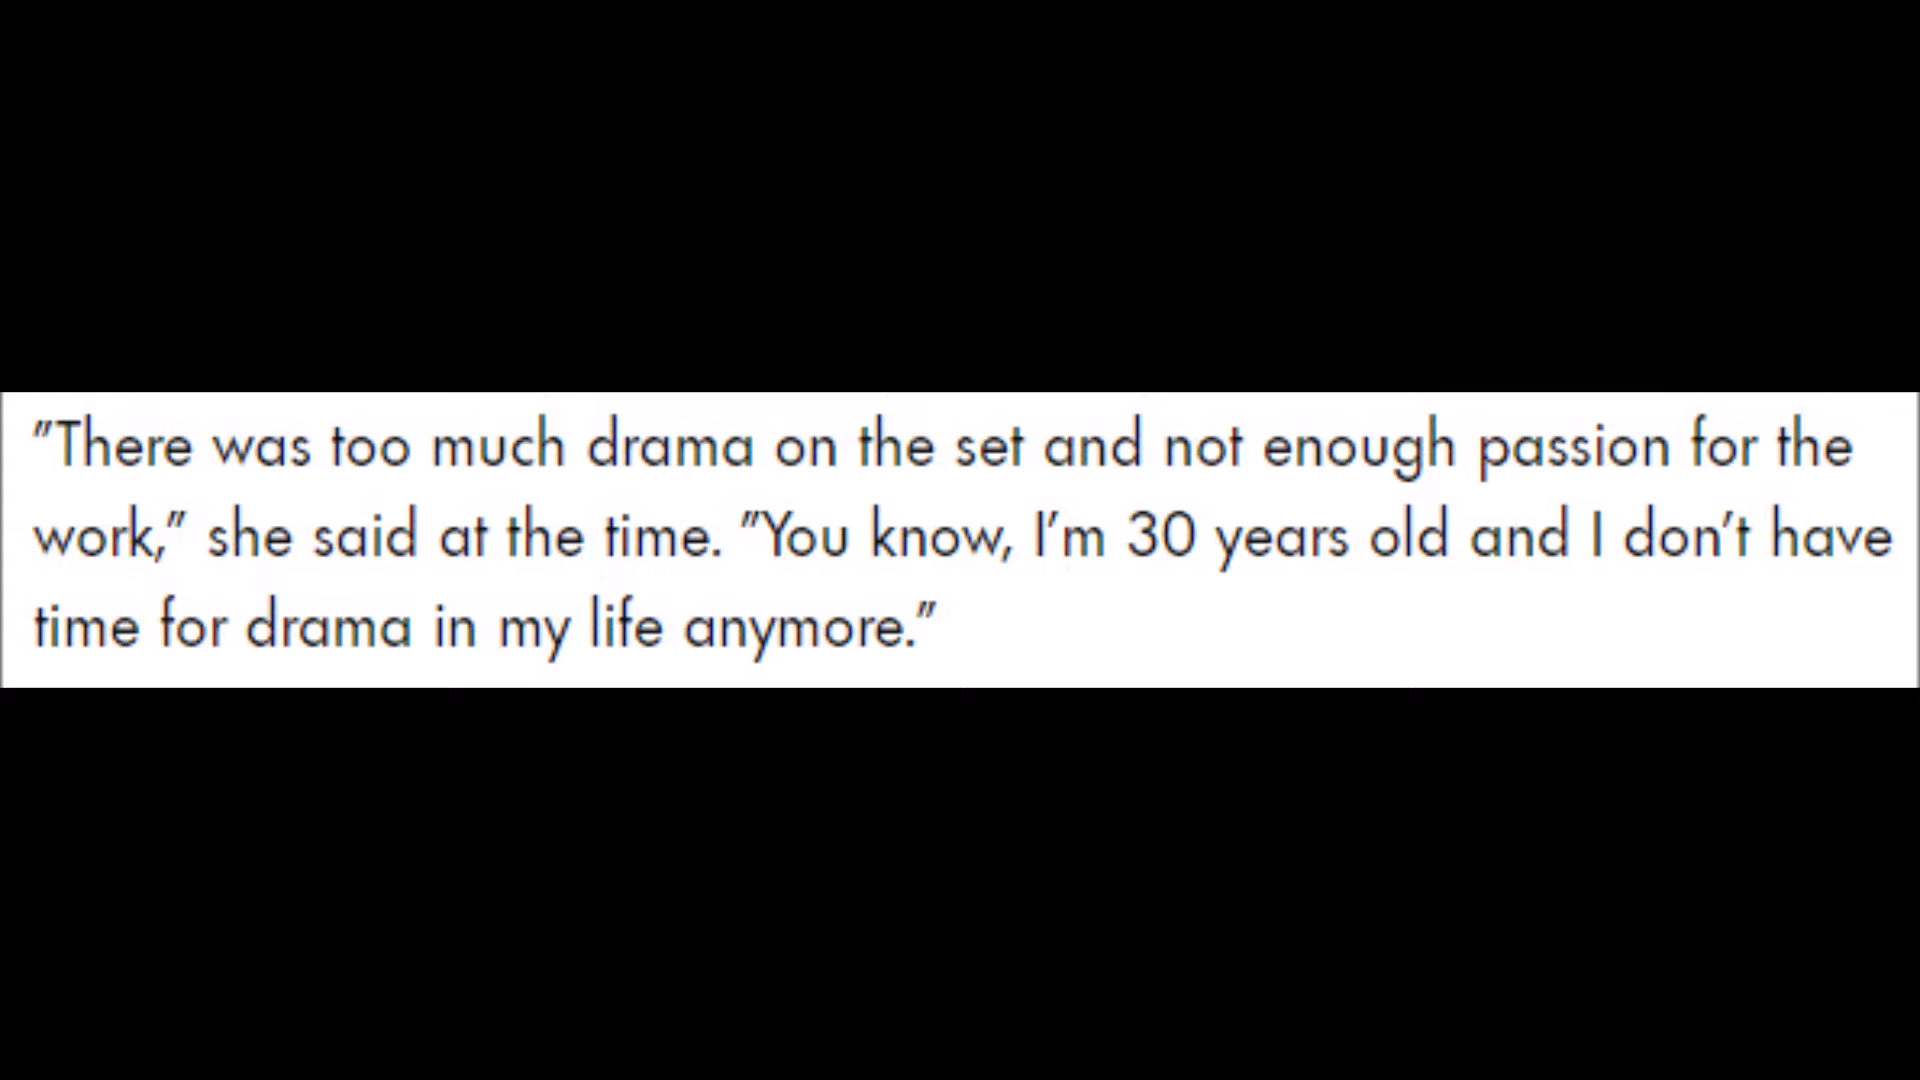 "There was too much drama on the set and not enough passion for the
work," she said at the time. "You know, I'm 30 years old and I don't have
time for drama in my life anymore."